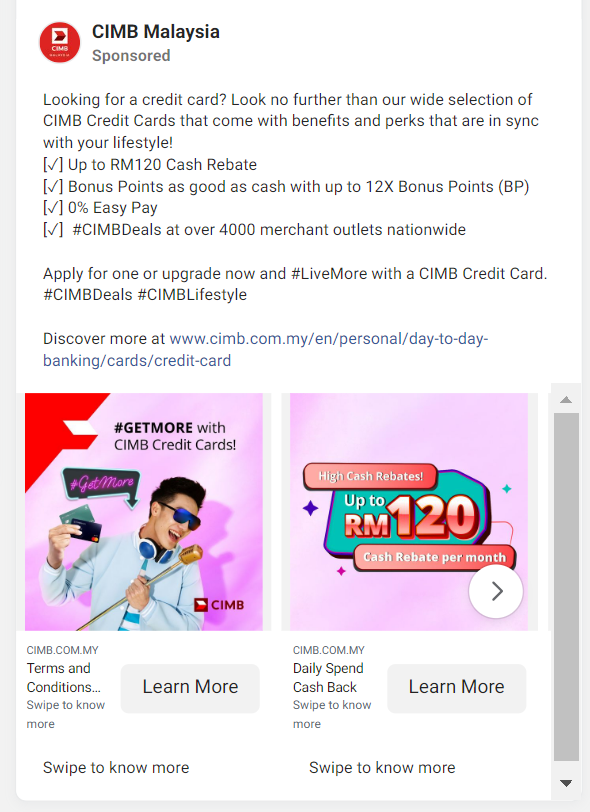 CIMB
MALAYSIA
CIMB Malaysia
Sponsored
Looking for a credit card? Look no further than our wide selection of
CIMB Credit Cards that come with benefits and perks that are in sync
with your lifestyle!
[✓] Up to RM120 Cash Rebate
[✓] Bonus Points as good as cash with up to 12X Bonus Points (BP)
[✓] 0% Easy Pay
[✓]  #CIMBDeals at over 4000 merchant outlets nationwide
Apply for one or upgrade now and #LiveMore with a CIMB Credit Card.
#CIMBDeals #CIMBLifestyle
Discover more at www.cimb.com.my/en/personal/day-to-day-
banking/cards/credit-card
#GETMORE with
CIMB Credit Cards!
#GetMore
CIMB
High Cash Rebates!
Up to
RM120
Cash Rebate per month
CIMB.COM.MY
Terms and
Conditions...
Swipe to know
more
Learn More
Swipe to know more
CIMB.COM.MY
Daily Spend
Cash Back
Swipe to know
more
Learn More
Swipe to know more